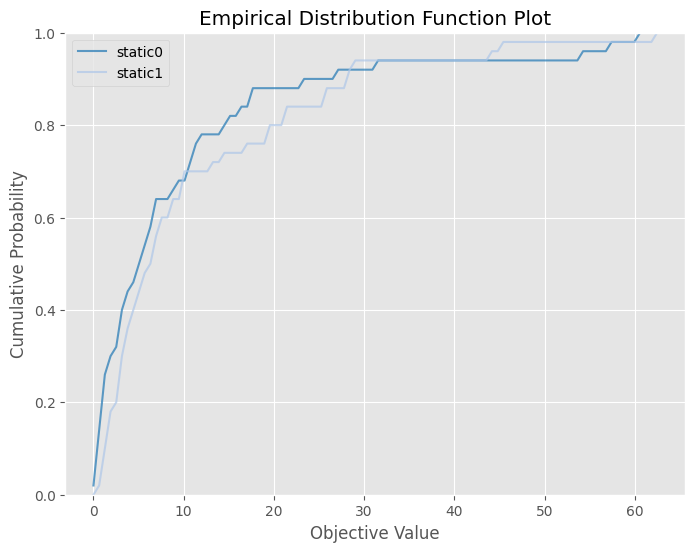 Empirical Distribution Function Plot
static0
static1
Cumulative Probability
1.0
0.8
0.6
0.4
0.2
0.0
0 10 20 30 40 50 60
Objective Value